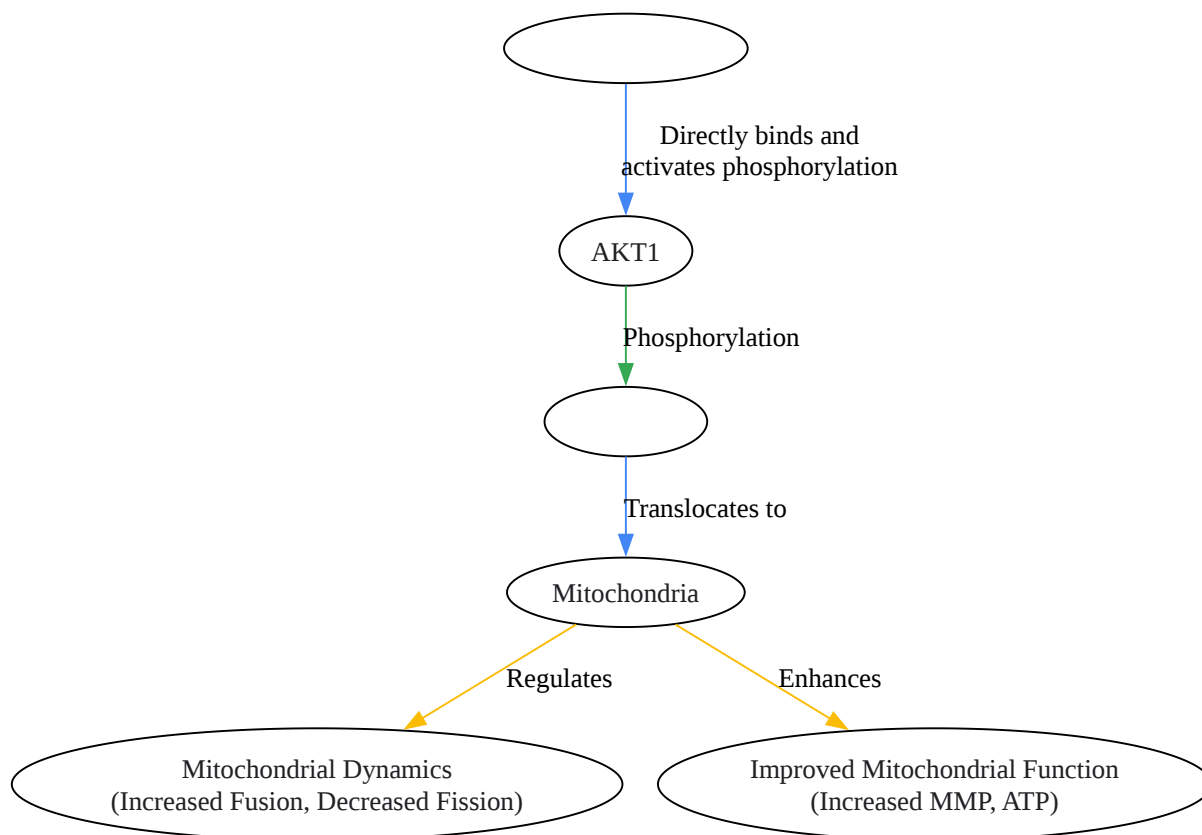 Directly binds and
activates phosphorylation
AKT1
Phosphorylation
Translocates to
Mitochondria
Regulates
Enhances
Mitochondrial Dynamics
(Increased Fusion, Decreased Fission)
Improved Mitochondrial Function
(Increased MMP, ATP)